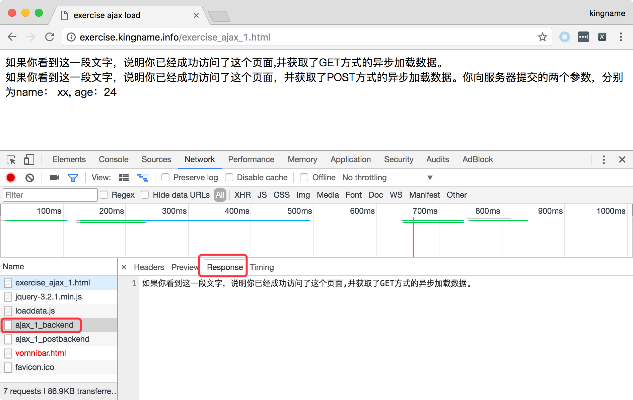 exercise ajax load
kingname
exercise.kingname.info/exercise_ajax_1.html
如果你看到这一段文字，说明你已经成功访问了这个页面,并获取了GET方式的异步加载数据。
如果你看到这一段文字，说明你已经成功访问了这个页面，并获取了POST方式的异步加载数据。你向服务器提交的两个参数，分别
为name： xx, age：24
Elements Console Sources Network Performance Memory Application Security Audits AdBlock
View: Preserve log Disable cache Offline No throttling
Filter Regex Hide data URLs All XHR JS CSS Img Media Font Doc WS Manifest Other
100ms 200ms 300ms 400ms 500ms 600ms 700ms 800ms 900ms 1000ms
Name Headers Preview Response Timing
exercise_ajax_1.html
1 如果你看到这一段文字，说明你已经成功访问了这个页面,并获取了GET方式的异步加载数据。
jquery-3.2.1.min.js
loaddata.js
ajax_1_backend
ajax_1_postbackend
vomnibar.html
favicon.ico
7 requests | 86.9KB transferre...